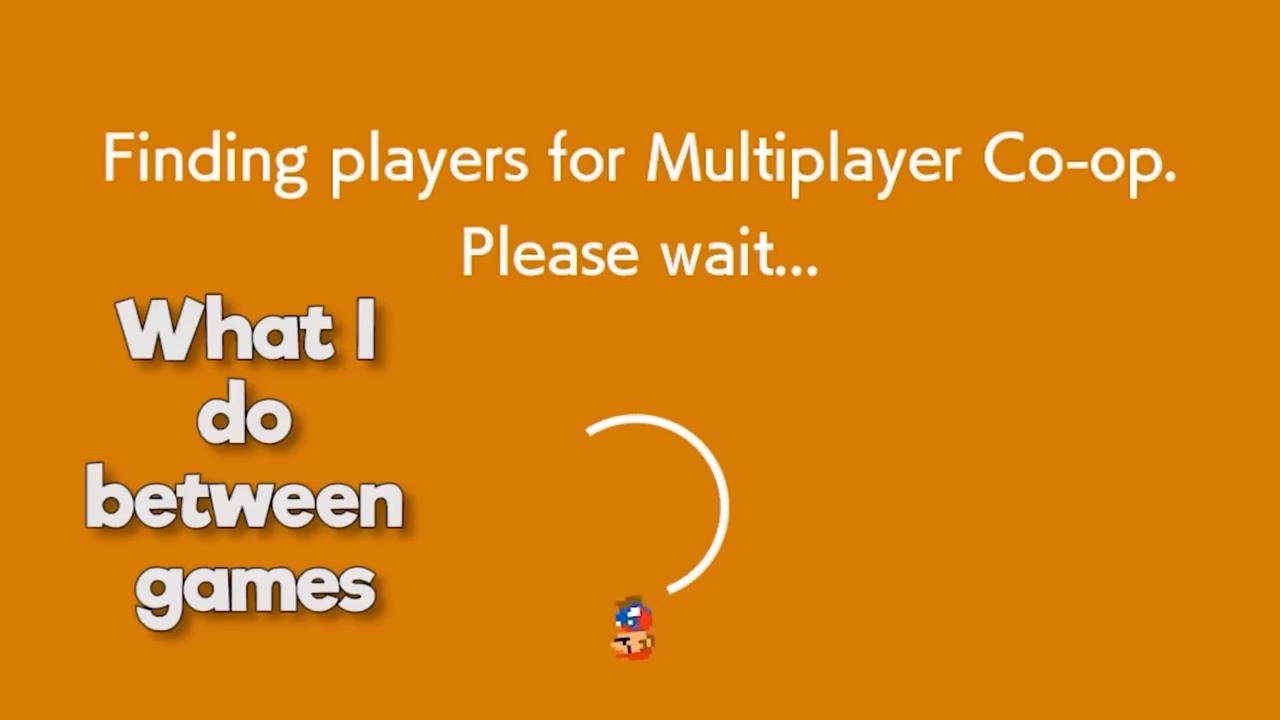 Finding players for Multiplayer Co-op.
Please wait...
What I
do
between
games